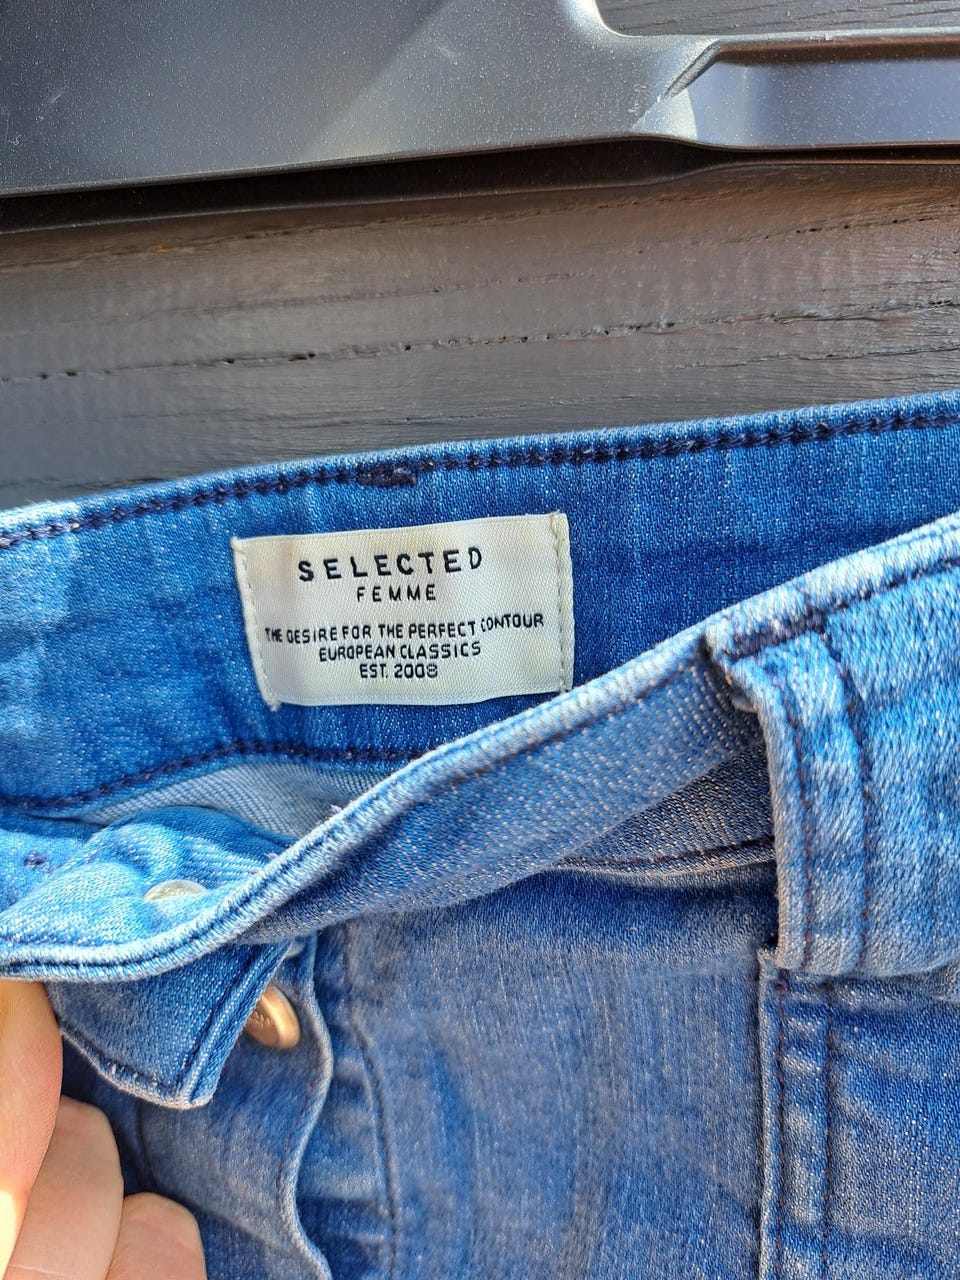 SELECTED
FEMME
THE DESIRE FOR THE PERFECT CONTOUR
EUROPEAN CLASSICS
EST. 2008